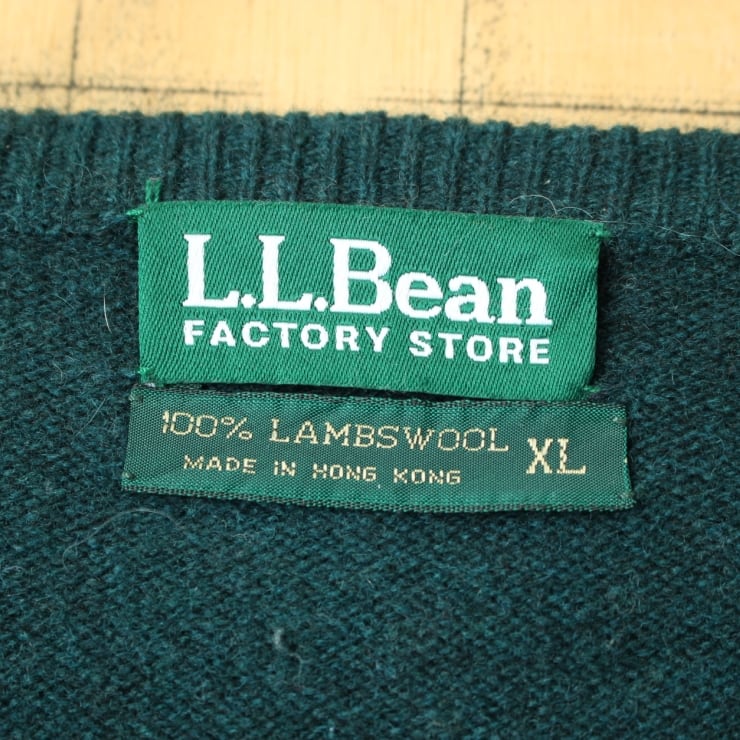 L.L.Bean
FACTORY STORE
100% LAMBSWOOL XL
MADE IN HONG KONG